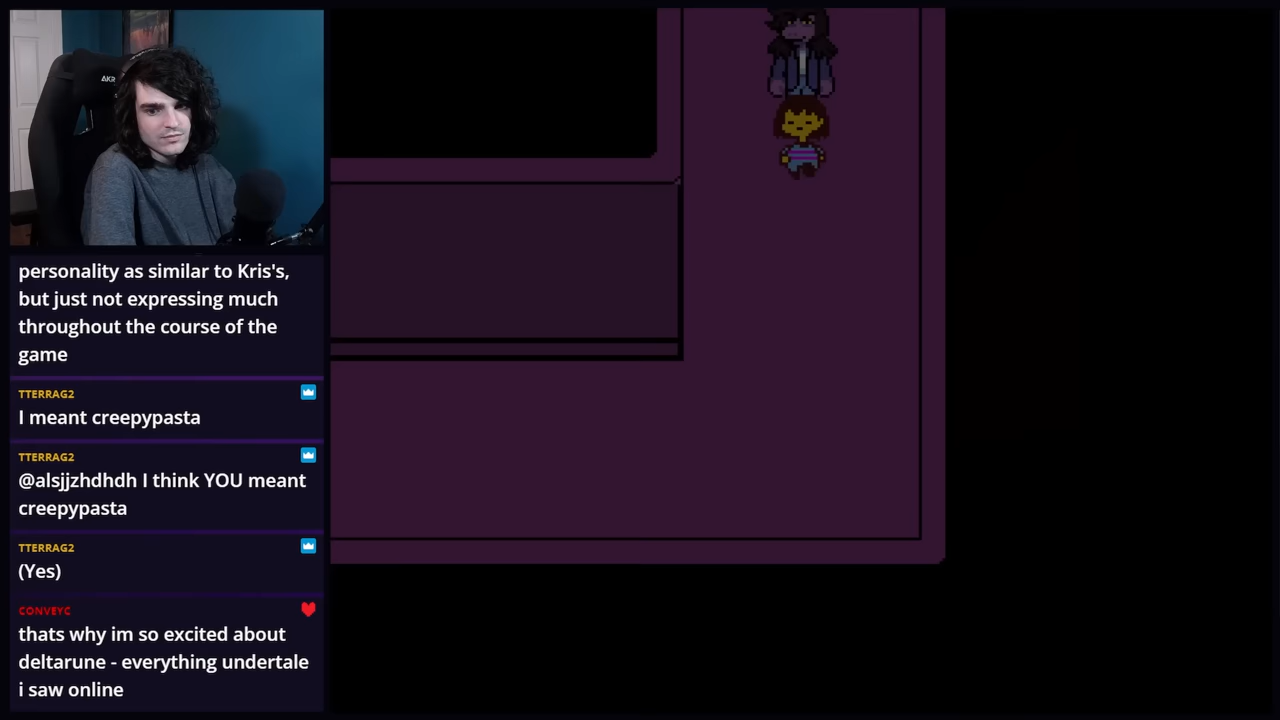 AKR
personality as similar to Kris's,
but just not expressing much
throughout the course of the
game
TTERRAG2
I meant creepypasta
TTERRAG2
@alsjjzhdhdh I think YOU meant
creepypasta
TTERRAG2
(Yes)
CONVEYC
thats why im so excited about
deltarune - everything undertale
i saw online